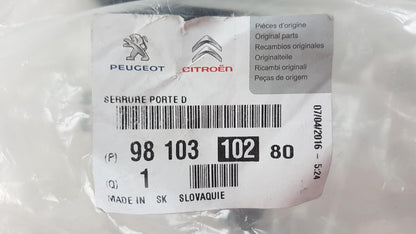 PEUGEOT
CITROËN
Pièces d'origine
Original parts
Recambios originales
Originalteile
Ricambi originali
Peças de origem
SERRURE PORTE D
(P) 98 103 102 80
(Q) 1
MADE IN SK SLOVAQUIE
07/04/2016 - 5:24